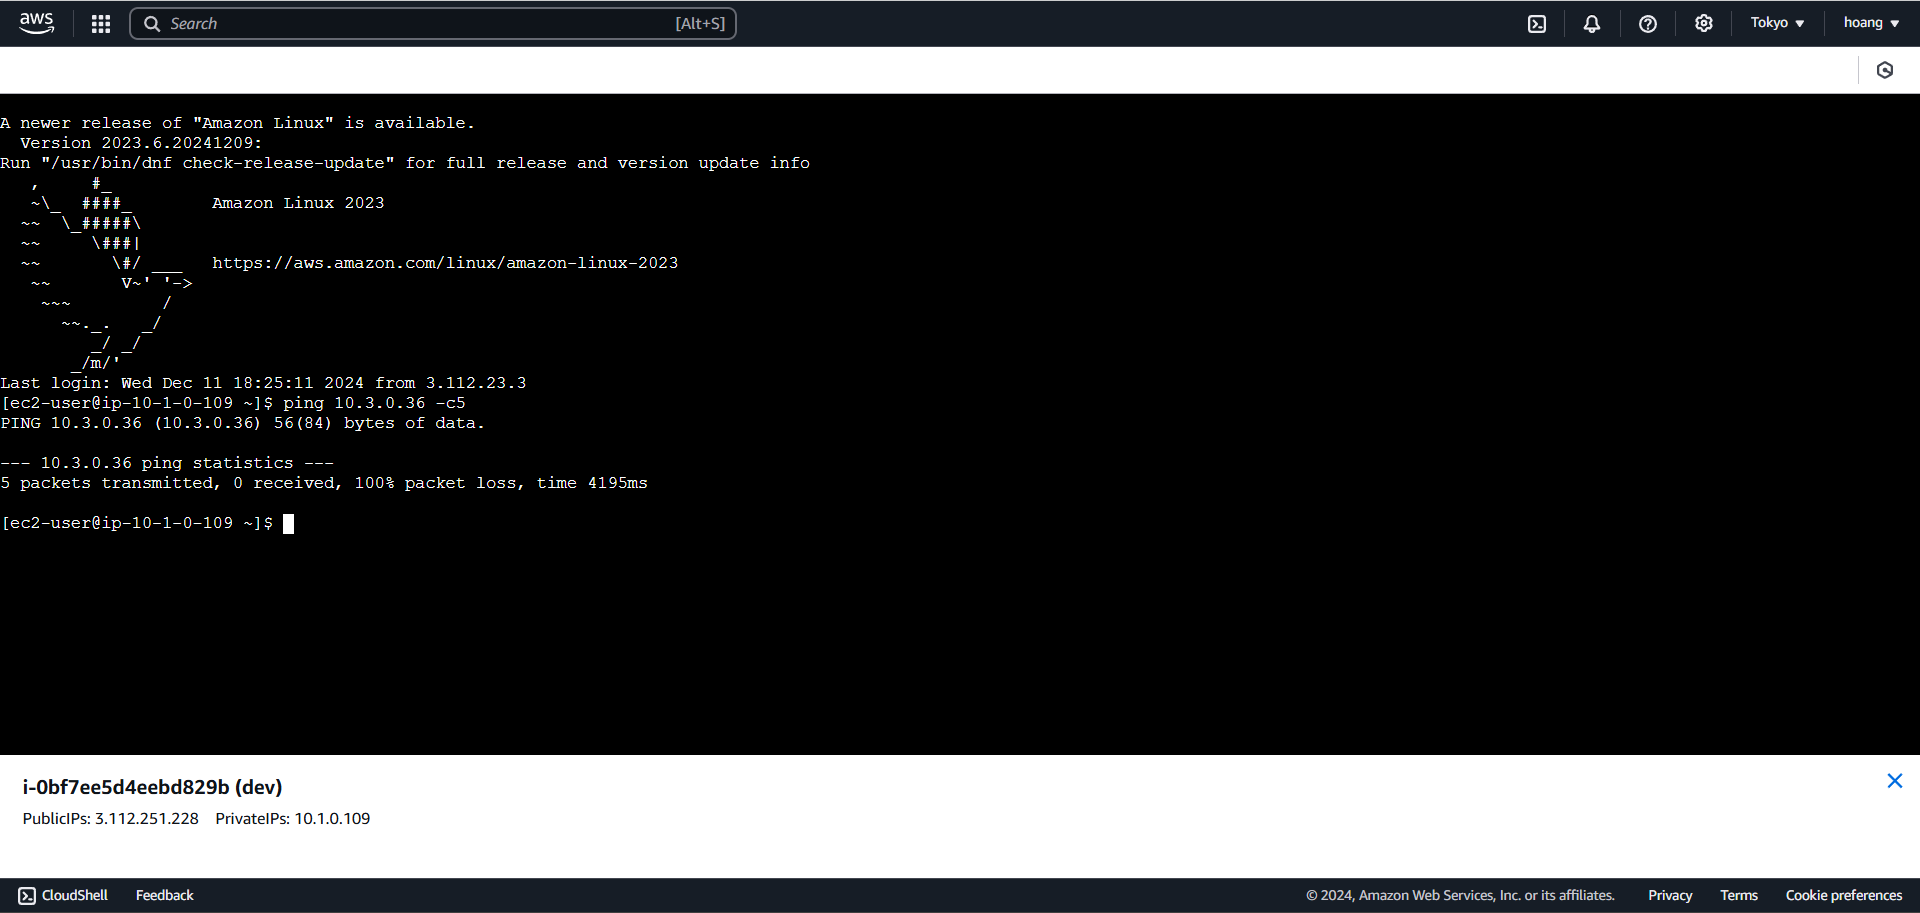 aws Search [Alt+S] Tokyo ▼ hoang ▼
A newer release of "Amazon Linux" is available.
  Version 2023.6.20241209:
Run "/usr/bin/dnf check-release-update" for full release and version update info
   ,     #_
   ~\_  ####_        Amazon Linux 2023
  ~~  \_#####\
  ~~     \###|
  ~~       \#/ ___   https://aws.amazon.com/linux/amazon-linux-2023
   ~~       V~' '->
    ~~~         /
      ~~._.   _/
         _/ _/
       _/m/'
Last login: Wed Dec 11 18:25:11 2024 from 3.112.23.3
[ec2-user@ip-10-1-0-109 ~]$ ping 10.3.0.36 -c5
PING 10.3.0.36 (10.3.0.36) 56(84) bytes of data.
--- 10.3.0.36 ping statistics ---
5 packets transmitted, 0 received, 100% packet loss, time 4195ms
[ec2-user@ip-10-1-0-109 ~]$
i-0bf7ee5d4eebd829b (dev)
PublicIPs: 3.112.251.228 PrivateIPs: 10.1.0.109
CloudShell Feedback © 2024, Amazon Web Services, Inc. or its affiliates. Privacy Terms Cookie preferences